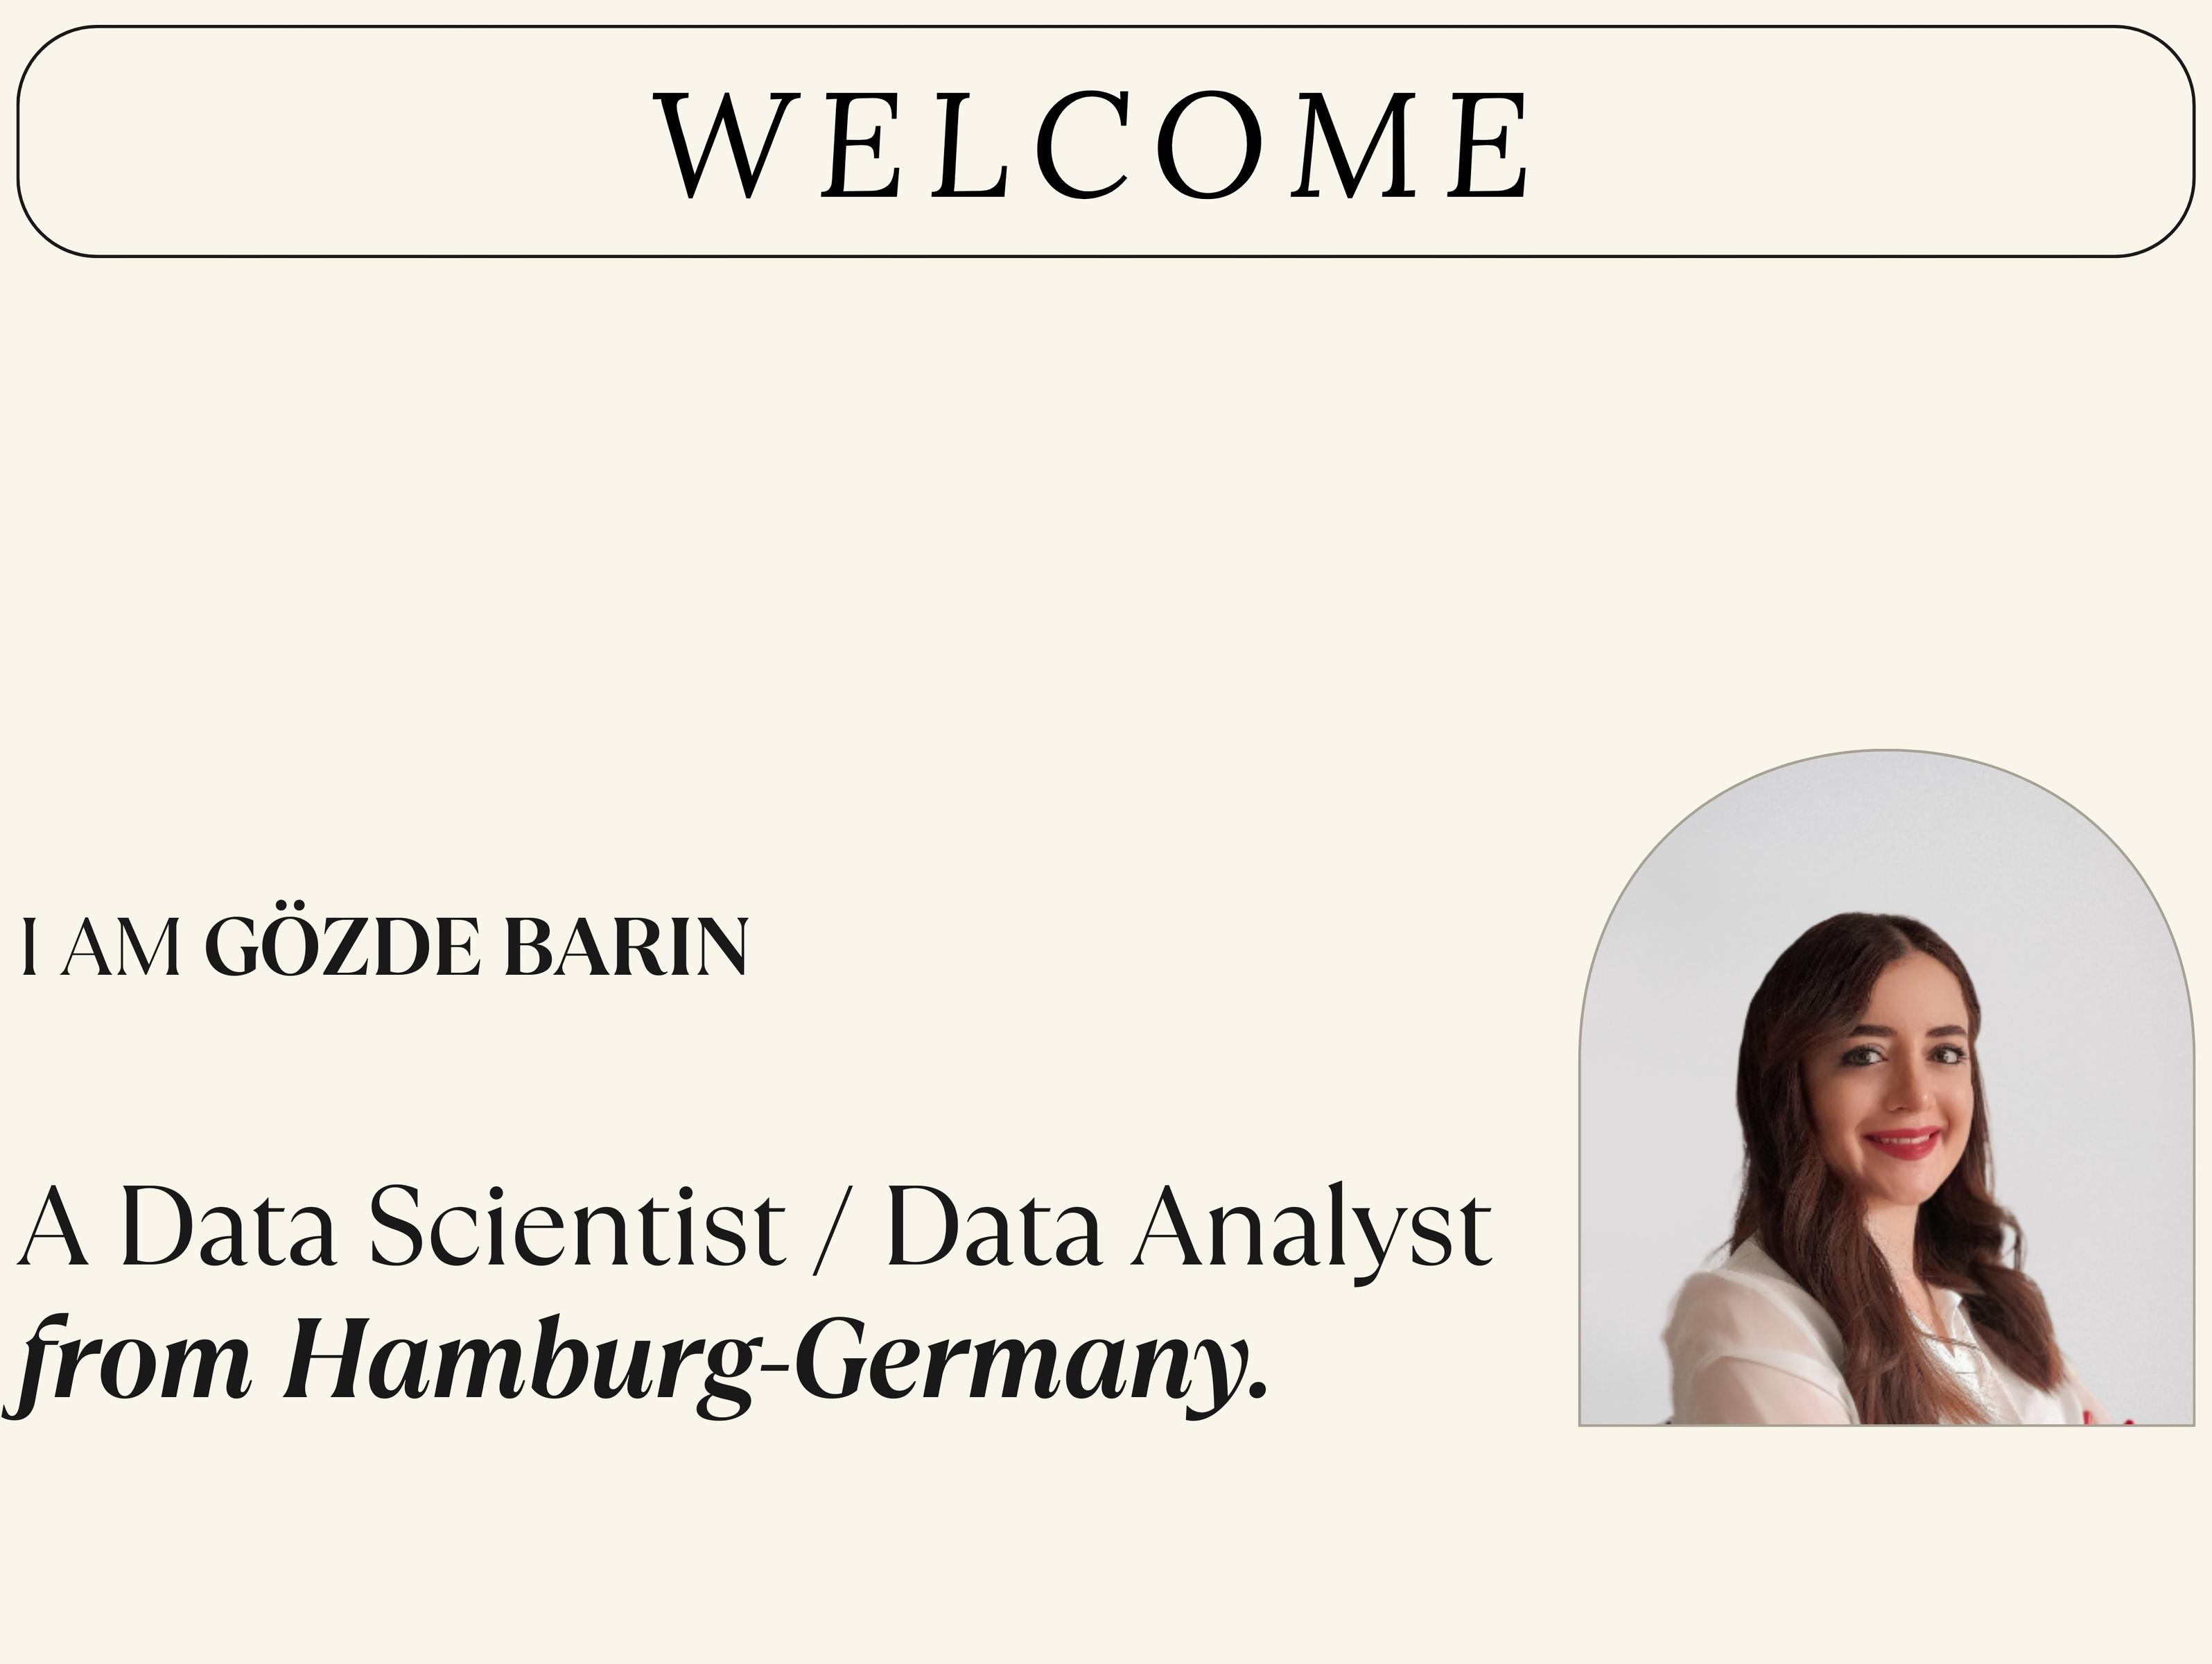 WELCOME
I AM GÖZDE BARIN
A Data Scientist / Data Analyst
from Hamburg-Germany.